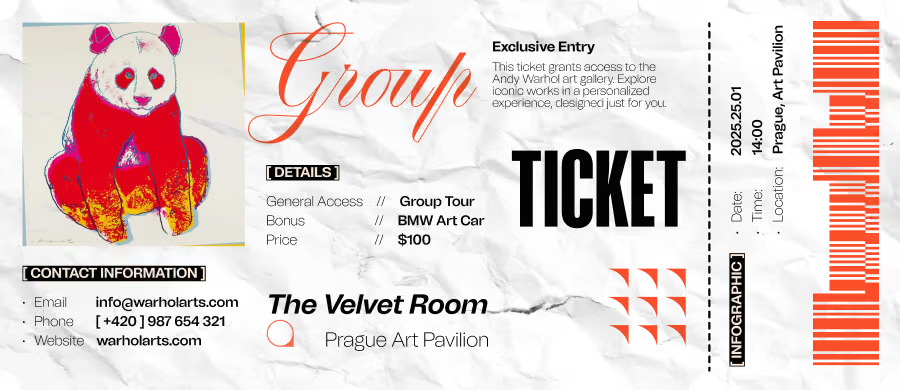 Group
Exclusive Entry
This ticket grants access to the
Andy Warhol art gallery. Explore
iconic works in a personalized
experience, designed just for you.
TICKET
[ DETAILS ]
General Access // Group Tour
Bonus // BMW Art Car
Price // $100
[ CONTACT INFORMATION ]
· Email info@warholarts.com
· Phone [ +420 ] 987 654 321
· Website warholarts.com
The Velvet Room
Prague Art Pavilion
[ INFOGRAPHIC ]
· Date: 2025.25.01
· Time: 14:00
· Location: Prague, Art Pavilion